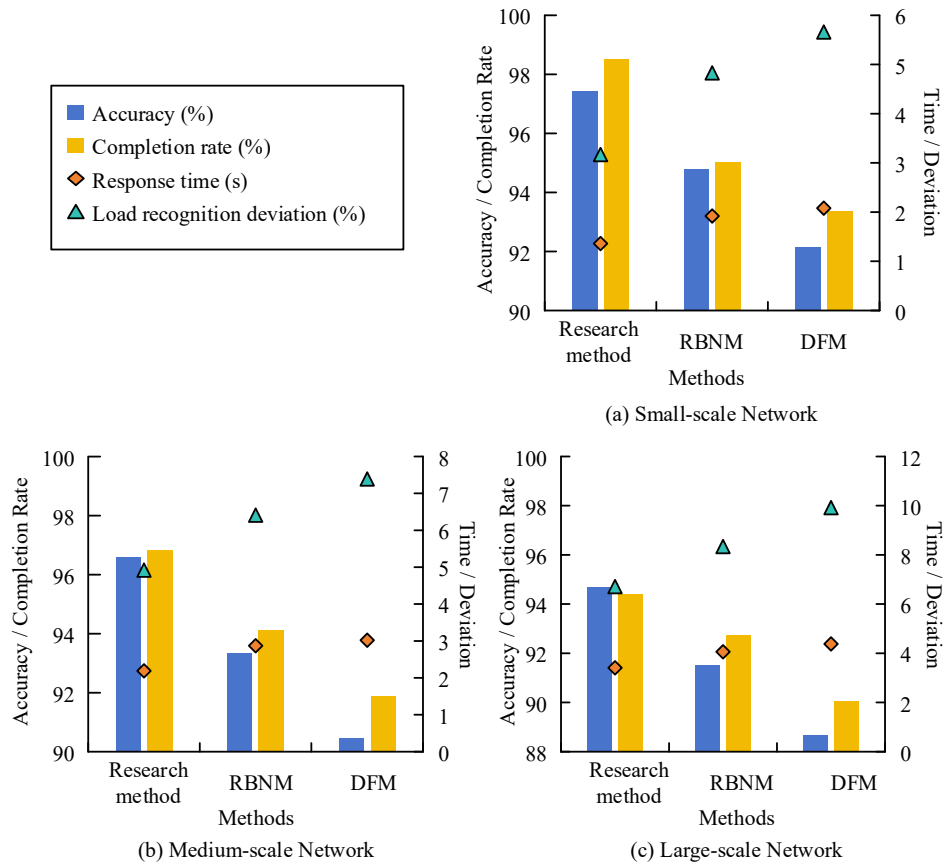 Accuracy (%)
Completion rate (%)
Response time (s)
Load recognition deviation (%)
Accuracy / Completion Rate
100
98
96
94
92
90
6
5
4
3
2
1
0
Time / Deviation
Research
method
RBNM
DFM
Methods
(a) Small-scale Network
Accuracy / Completion Rate
100
98
96
94
92
90
8
7
6
5
4
3
2
1
0
Time / Deviation
Research
method
RBNM
DFM
Methods
(b) Medium-scale Network
Accuracy / Completion Rate
100
98
96
94
92
90
88
12
10
8
6
4
2
0
Time / Deviation
Research
method
RBNM
DFM
Methods
(c) Large-scale Network